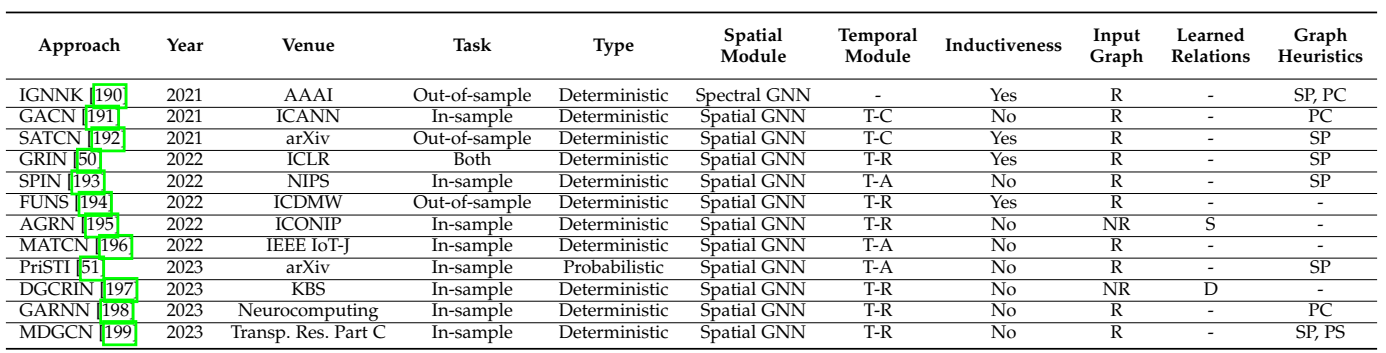 Approach Year Venue Task Type Spatial Module Temporal Module Inductiveness Input Graph Learned Relations Graph Heuristics
IGNNK [190] 2021 AAAI Out-of-sample Deterministic Spectral GNN - Yes R - SP, PC
GACN [191] 2021 ICANN In-sample Deterministic Spatial GNN T-C No R - PC
SATCN [192] 2021 arXiv Out-of-sample Deterministic Spatial GNN T-C Yes R - SP
GRIN [50] 2022 ICLR Both Deterministic Spatial GNN T-R Yes R - SP
SPIN [193] 2022 NIPS In-sample Deterministic Spatial GNN T-A No R - SP
FUNS [194] 2022 ICDMW Out-of-sample Deterministic Spatial GNN T-R Yes R - -
AGRN [195] 2022 ICONIP In-sample Deterministic Spatial GNN T-R No NR S -
MATCN [196] 2022 IEEE IoT-J In-sample Deterministic Spatial GNN T-A No R - -
PriSTI [51] 2023 arXiv In-sample Probabilistic Spatial GNN T-A No R - SP
DGCRIN [197] 2023 KBS In-sample Deterministic Spatial GNN T-R No NR D -
GARNN [198] 2023 Neurocomputing In-sample Deterministic Spatial GNN T-R No R - PC
MDGCN [199] 2023 Transp. Res. Part C In-sample Deterministic Spatial GNN T-R No R - SP, PS